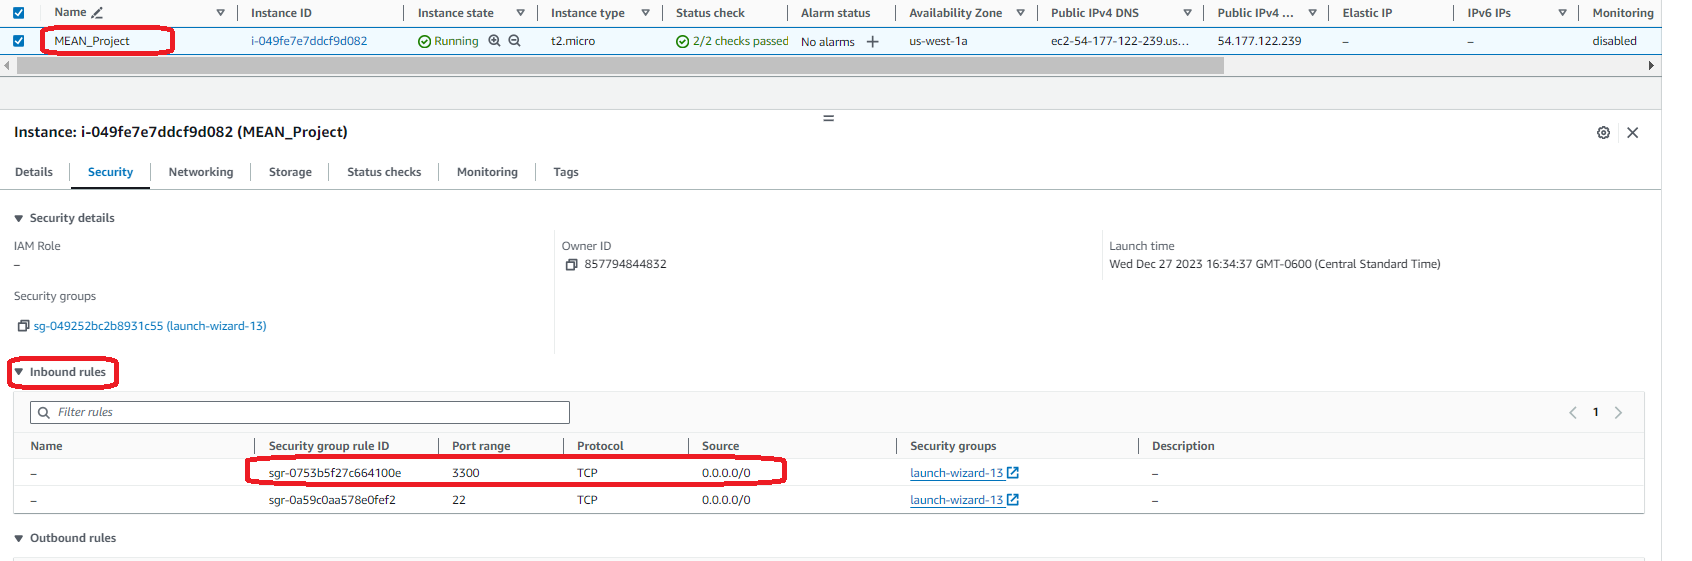 Name Instance ID Instance state Instance type Status check Alarm status Availability Zone Public IPv4 DNS Public IPv4 ... Elastic IP IPv6 IPs Monitoring
MEAN_Project i-049fe7e7ddcf9d082 Running t2.micro 2/2 checks passed No alarms us-west-1a ec2-54-177-122-239.us... 54.177.122.239 – – disabled
Instance: i-049fe7e7ddcf9d082 (MEAN_Project)
Details Security Networking Storage Status checks Monitoring Tags
Security details
IAM Role Owner ID Launch time
– 857794844832 Wed Dec 27 2023 16:34:37 GMT-0600 (Central Standard Time)
Security groups
sg-049252bc2b8931c55 (launch-wizard-13)
Inbound rules
Filter rules 1
Name Security group rule ID Port range Protocol Source Security groups Description
– sgr-0753b5f27c664100e 3300 TCP 0.0.0.0/0 launch-wizard-13 –
– sgr-0a59c0aa578e0fef2 22 TCP 0.0.0.0/0 launch-wizard-13 –
Outbound rules